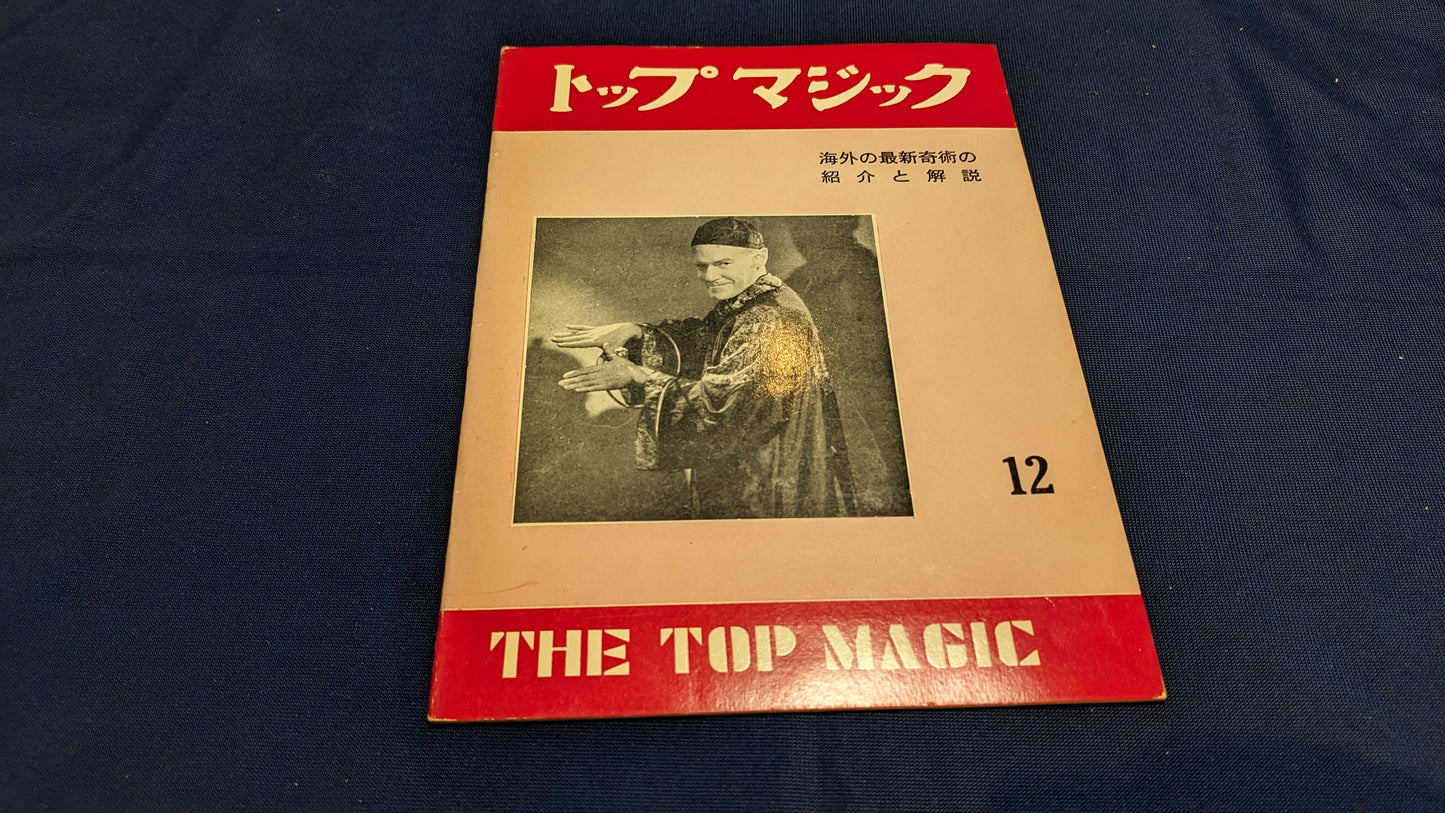 トップマジック
海外の最新奇術の
紹介と解説
12
THE TOP MAGIC